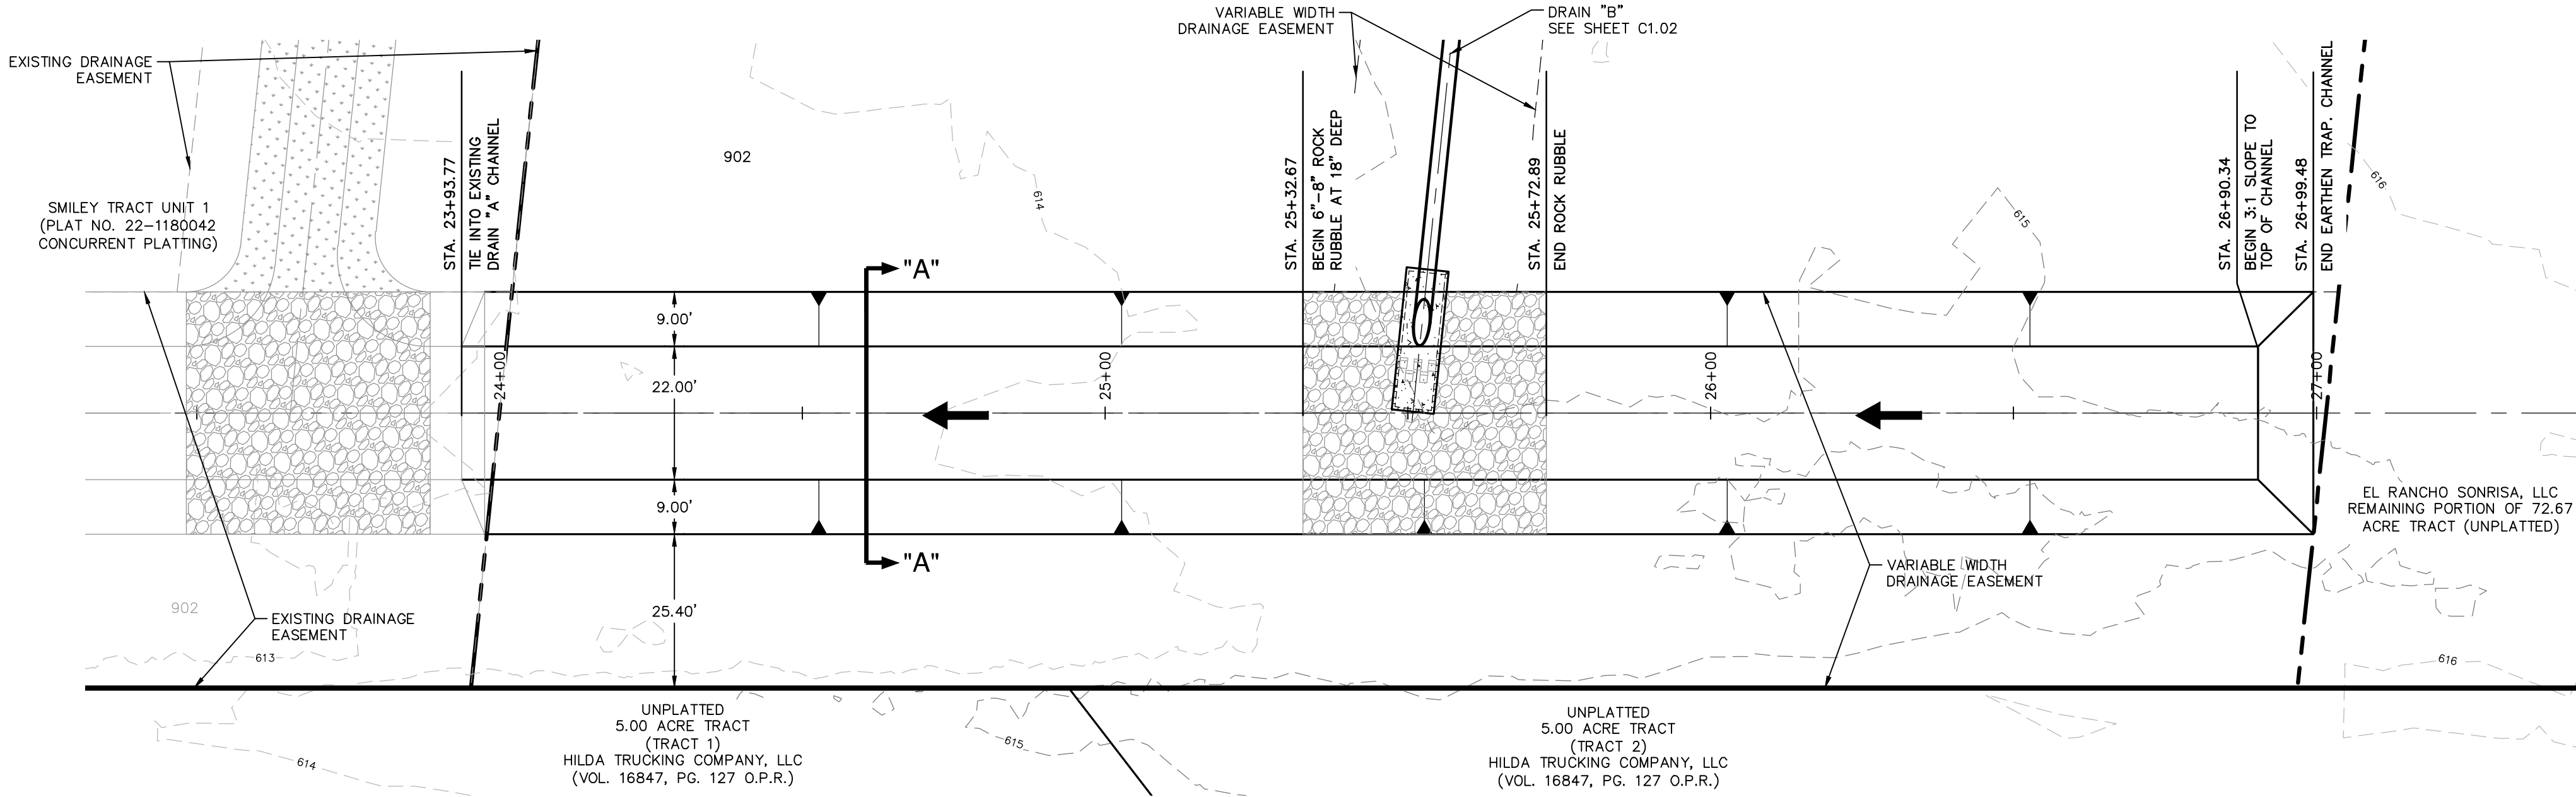 EXISTING DRAINAGE
EASEMENT
SMILEY TRACT UNIT 1
(PLAT NO. 22-1180042
CONCURRENT PLATTING)
STA. 23+93.77
TIE INTO EXISTING
DRAIN "A" CHANNEL
902
614
VARIABLE WIDTH
DRAINAGE EASEMENT
DRAIN "B"
SEE SHEET C1.02
STA. 25+32.67
BEGIN 6"-8" ROCK
RUBBLE AT 18" DEEP
STA. 25+72.89
END ROCK RUBBLE
STA. 26+90.34
BEGIN 3:1 SLOPE TO
TOP OF CHANNEL
STA. 26+99.48
END EARTHEN TRAP. CHANNEL
616
615
"A"
9.00'
22.00'
9.00'
25.40'
24+00
25+00
26+00
27+00
"A"
EL RANCHO SONRISA, LLC
REMAINING PORTION OF 72.67
ACRE TRACT (UNPLATTED)
VARIABLE WIDTH
DRAINAGE EASEMENT
902
EXISTING DRAINAGE
EASEMENT
613
616
614
615
UNPLATTED
5.00 ACRE TRACT
(TRACT 1)
HILDA TRUCKING COMPANY, LLC
(VOL. 16847, PG. 127 O.P.R.)
UNPLATTED
5.00 ACRE TRACT
(TRACT 2)
HILDA TRUCKING COMPANY, LLC
(VOL. 16847, PG. 127 O.P.R.)